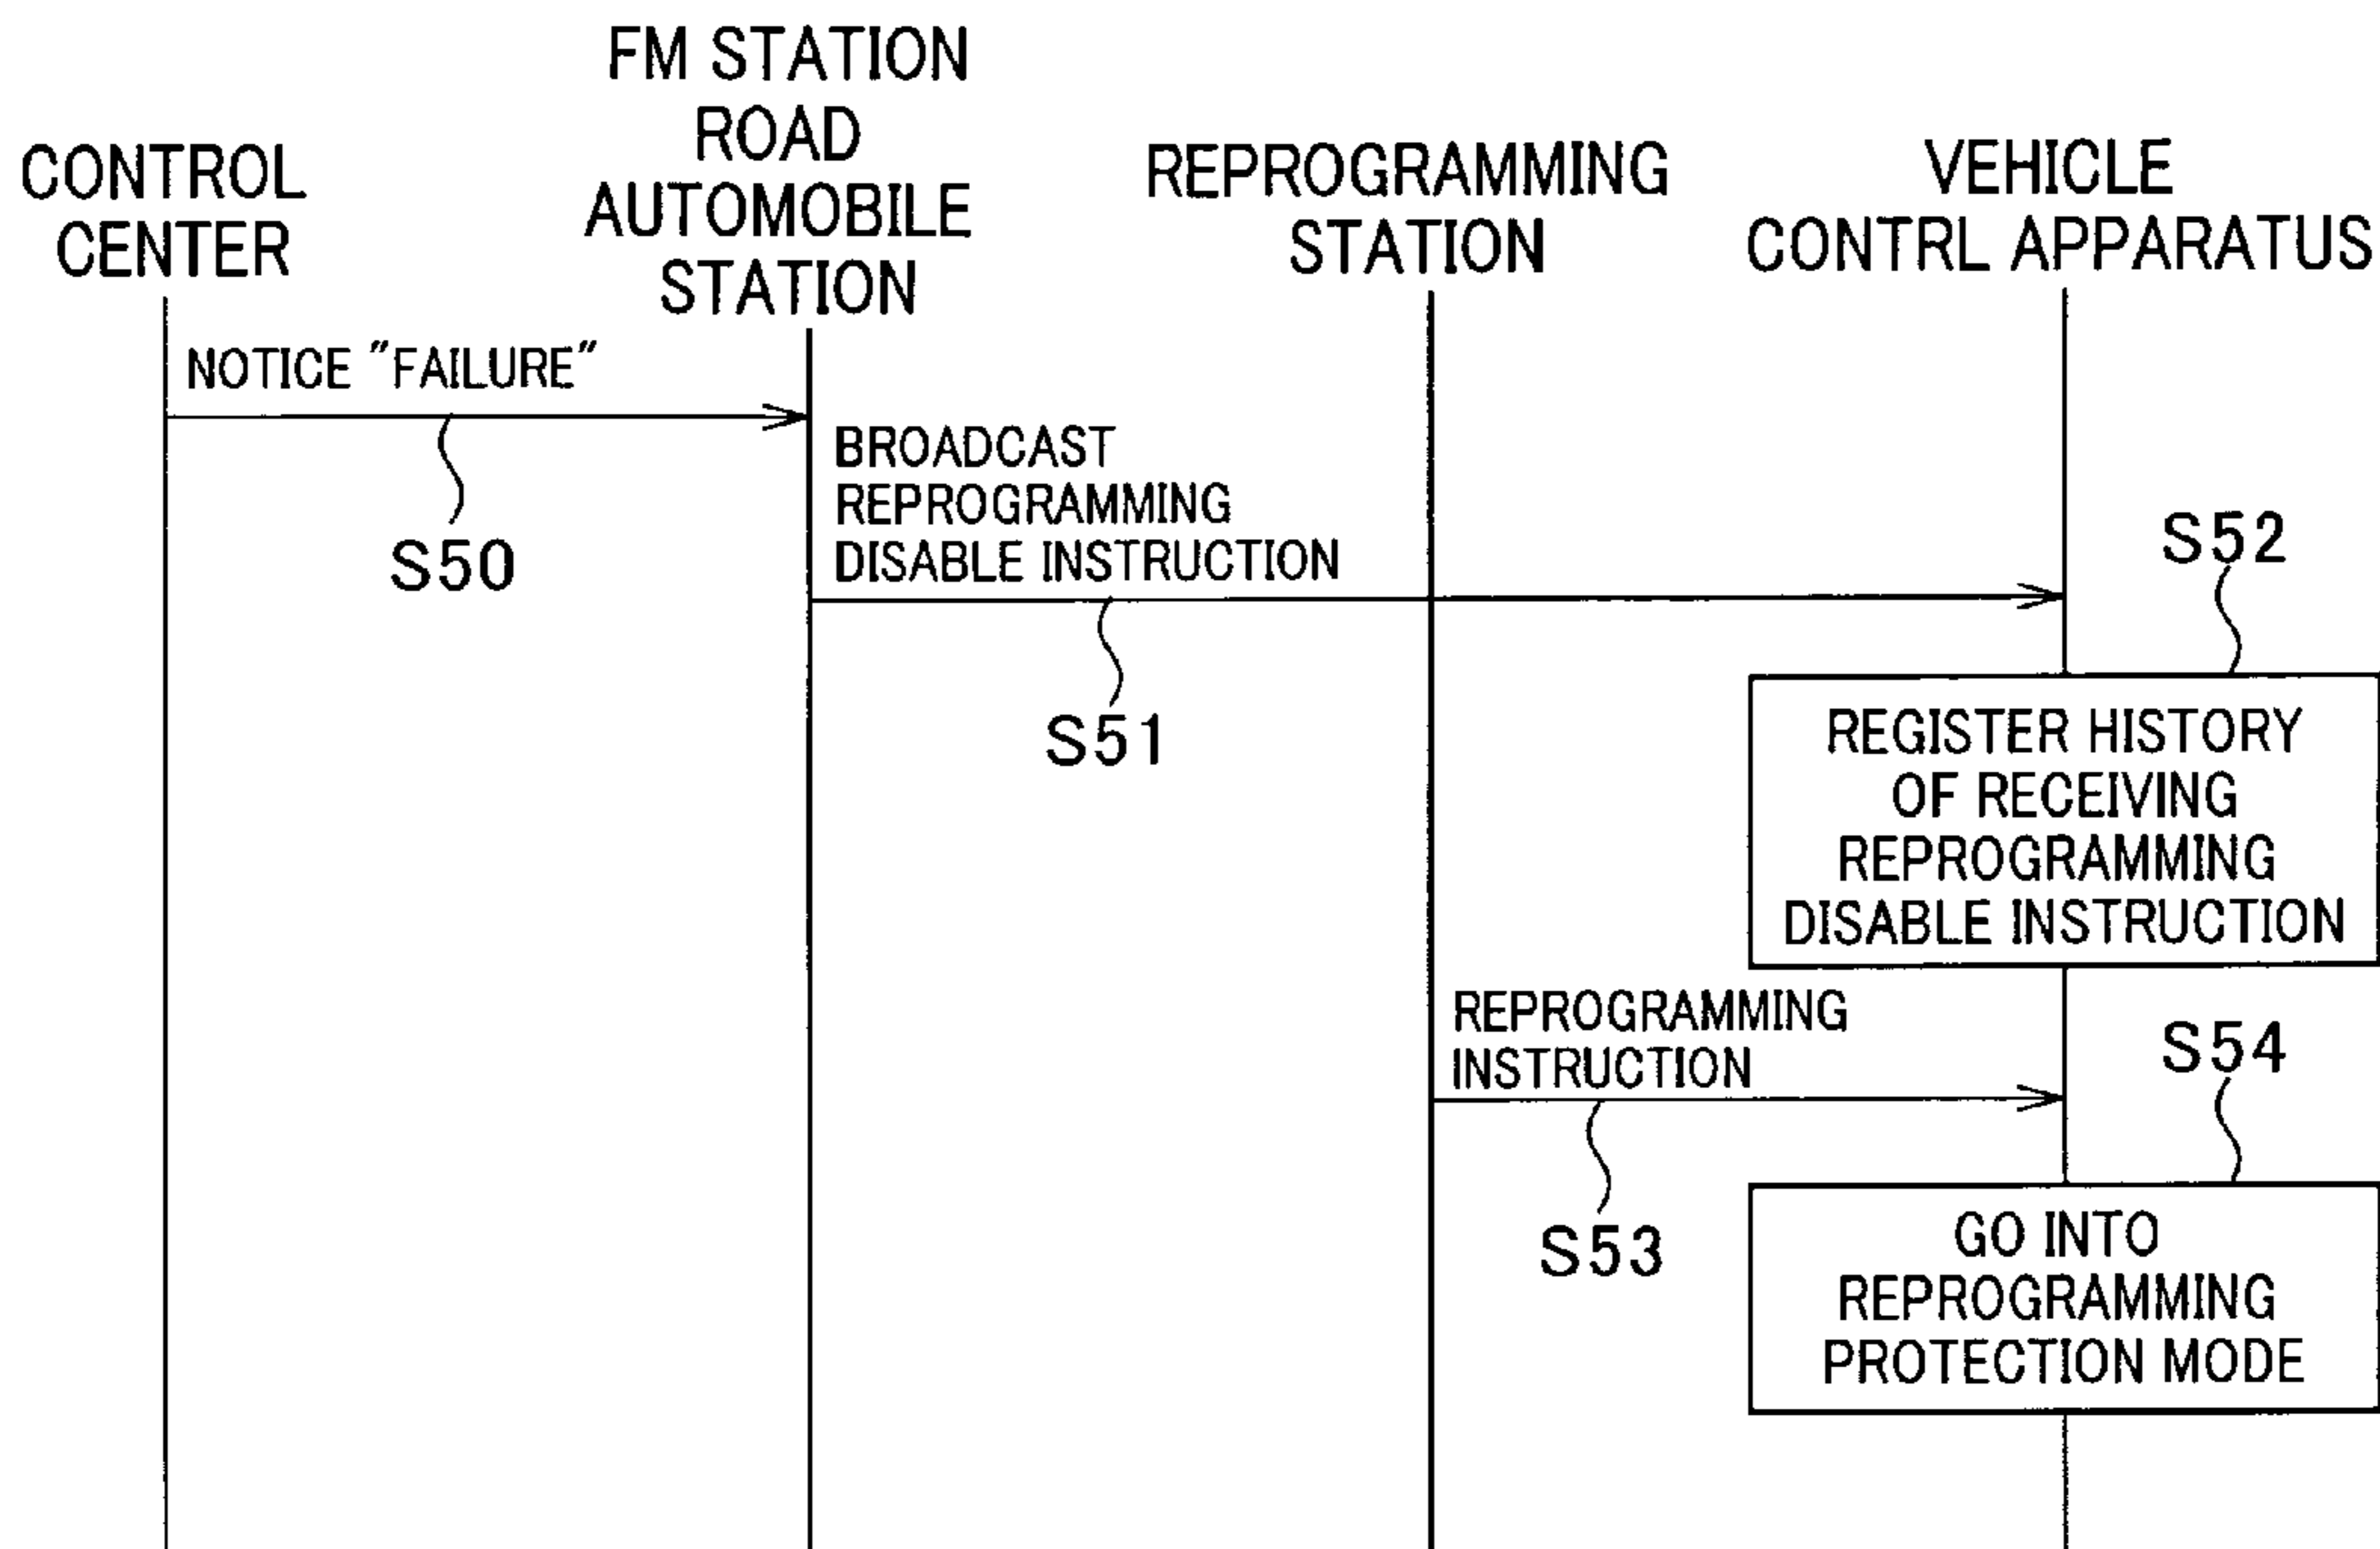 CONTROL
CENTER
FM STATION
ROAD
AUTOMOBILE
STATION
REPROGRAMMING
STATION
VEHICLE
CONTRL APPARATUS
NOTICE "FAILURE"
S50
BROADCAST
REPROGRAMMING
DISABLE INSTRUCTION
S51
S52
REGISTER HISTORY
OF RECEIVING
REPROGRAMMING
DISABLE INSTRUCTION
REPROGRAMMING
INSTRUCTION
S53
S54
GO INTO
REPROGRAMMING
PROTECTION MODE